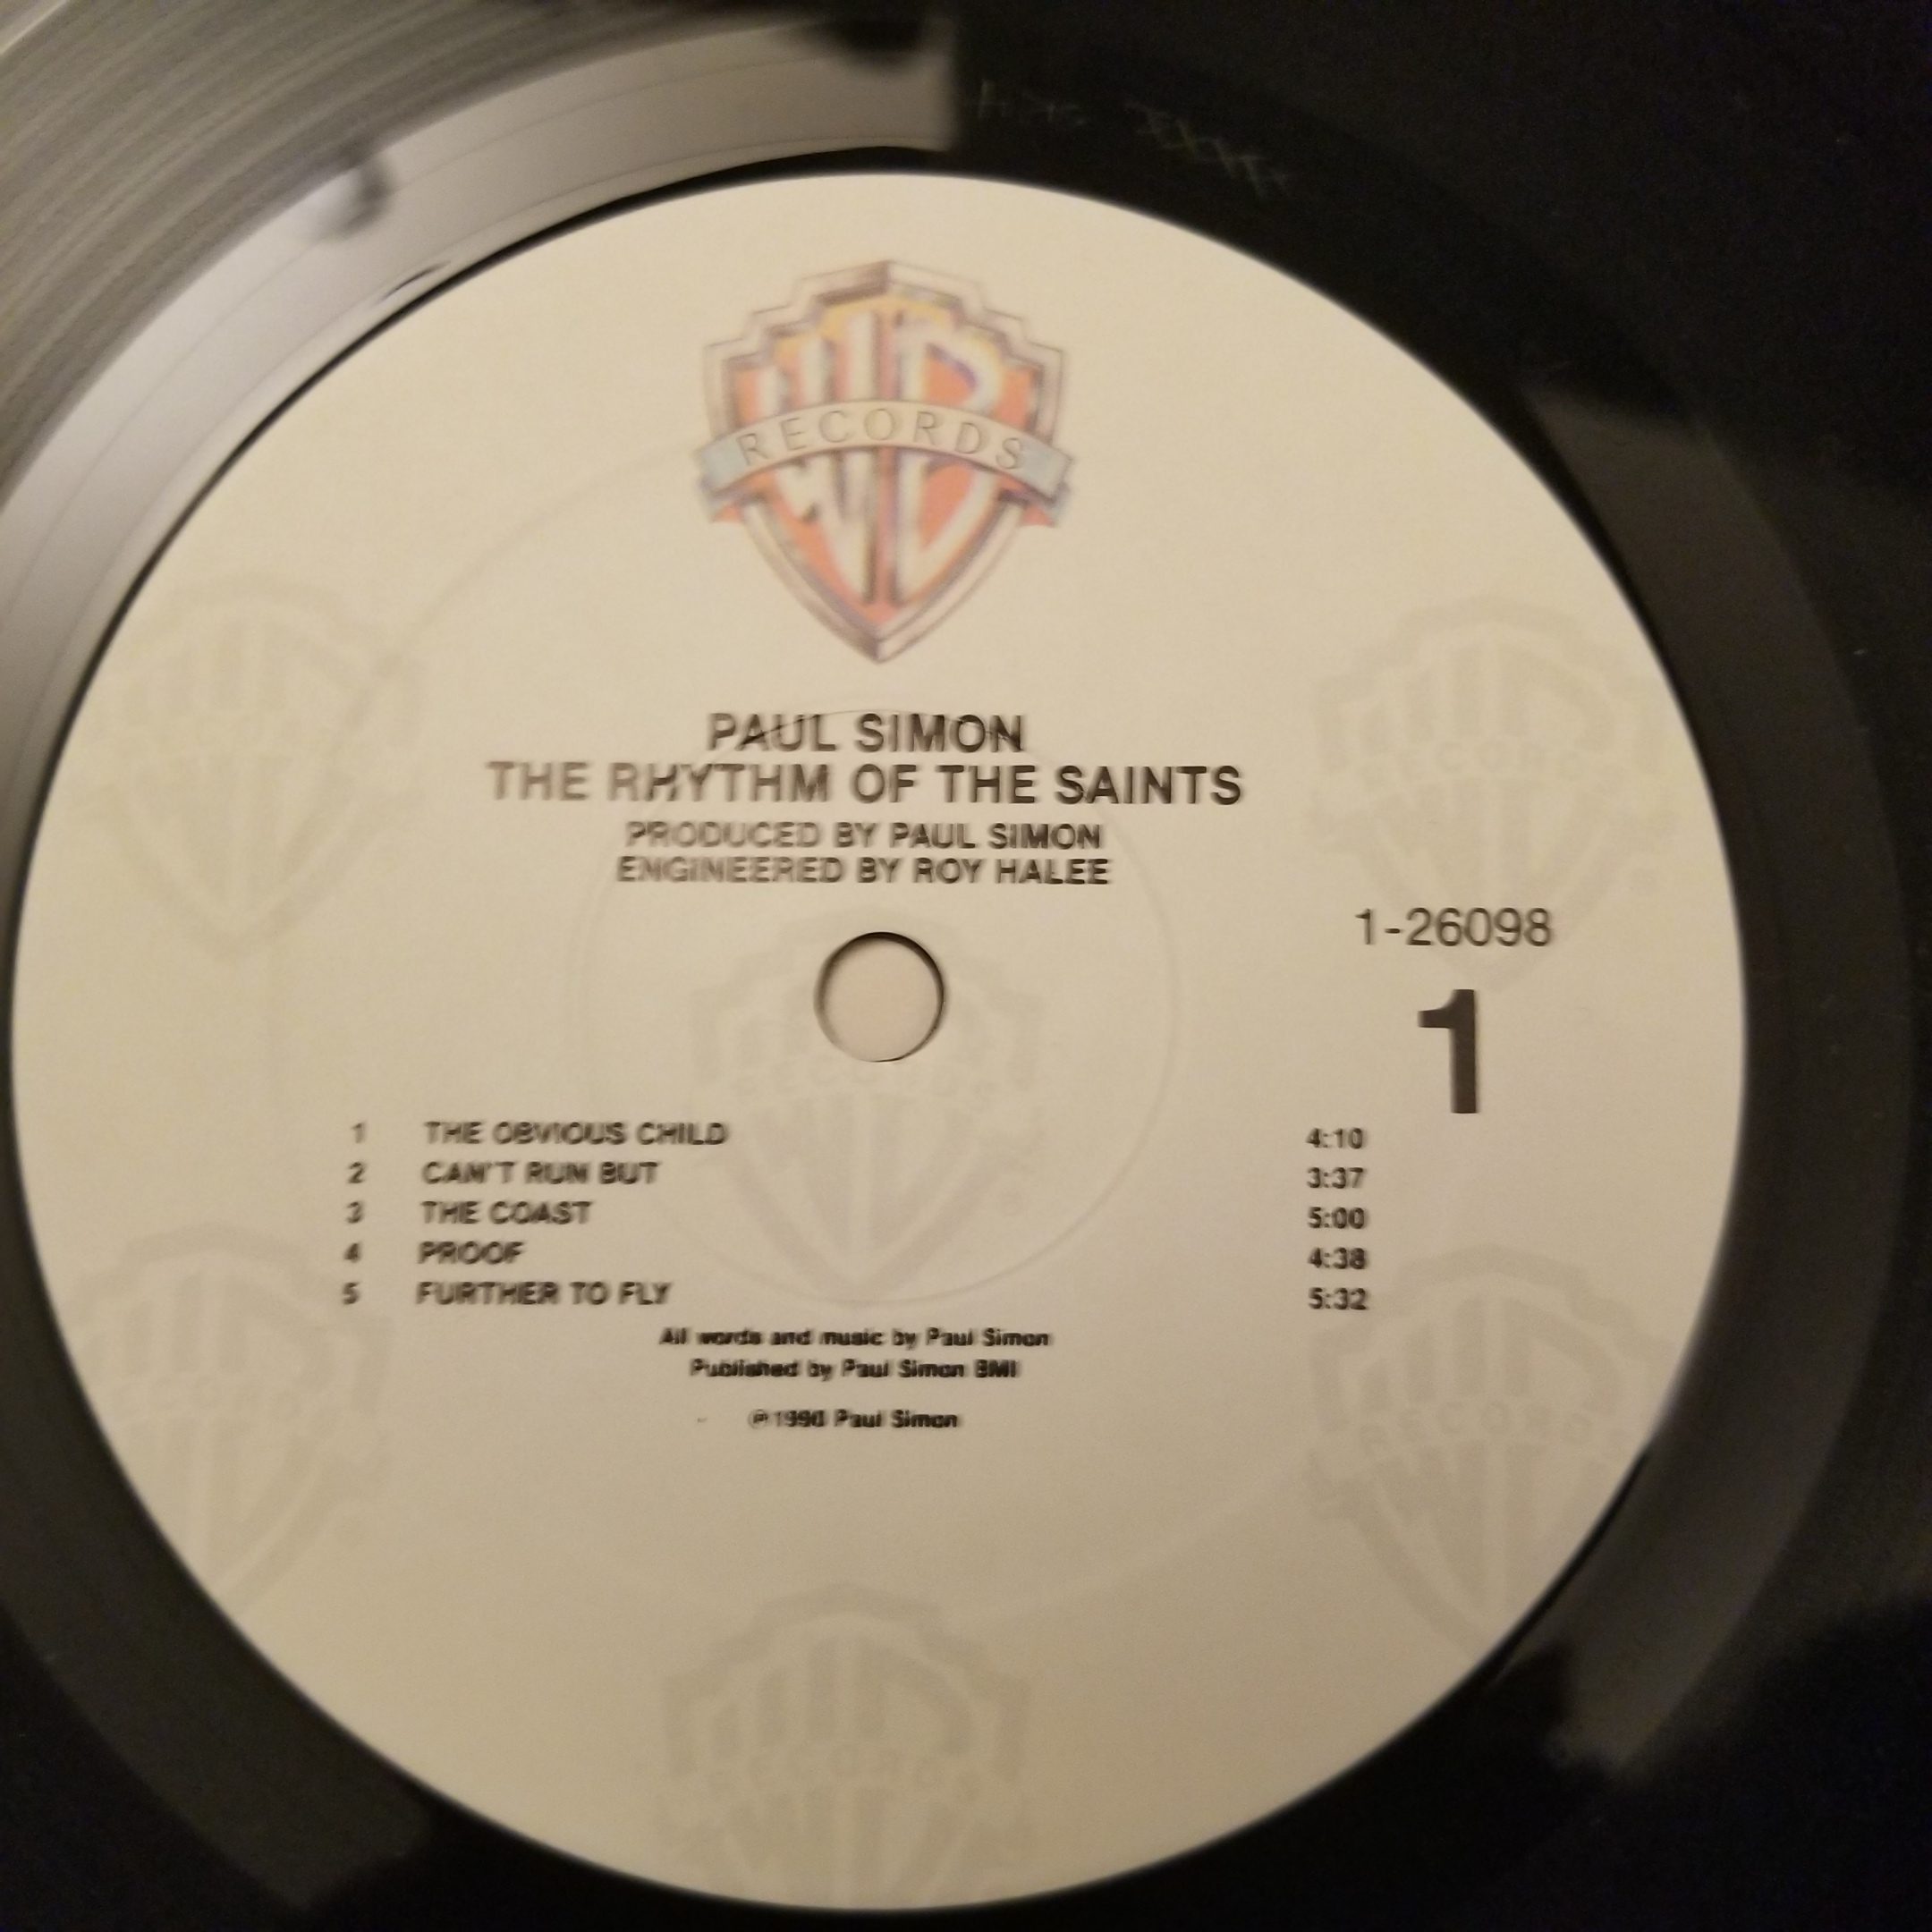 WB
RECORDS
PAUL SIMON
THE RHYTHM OF THE SAINTS
PRODUCED BY PAUL SIMON
ENGINEERED BY ROY HALEE
1-26098
1
1 THE OBVIOUS CHILD 4:10
2 CAN'T RUN BUT 3:37
3 THE COAST 5:00
4 PROOF 4:38
5 FURTHER TO FLY 5:32
All words and music by Paul Simon
Published by Paul Simon BMI
℗1990 Paul Simon